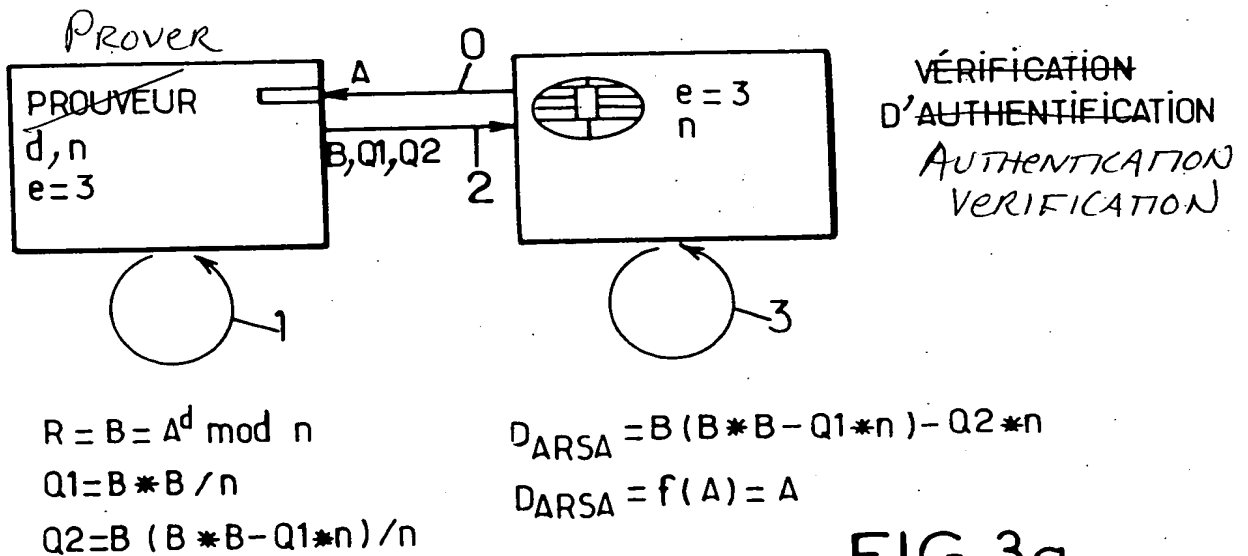 PROVER
PROUVEUR
d, n
e = 3
A
0
B,Q1,Q2
2
e = 3
n
VÉRIFICATION
D'AUTHENTIFICATION
AUTHENTICATION
VERIFICATION
1
3
R = B = A^d mod n
Q1=B*B/n
Q2=B (B*B-Q1*n)/n
D_ARSA = B(B*B-Q1*n)-Q2*n
D_ARSA = f(A) = A
FIG.3a